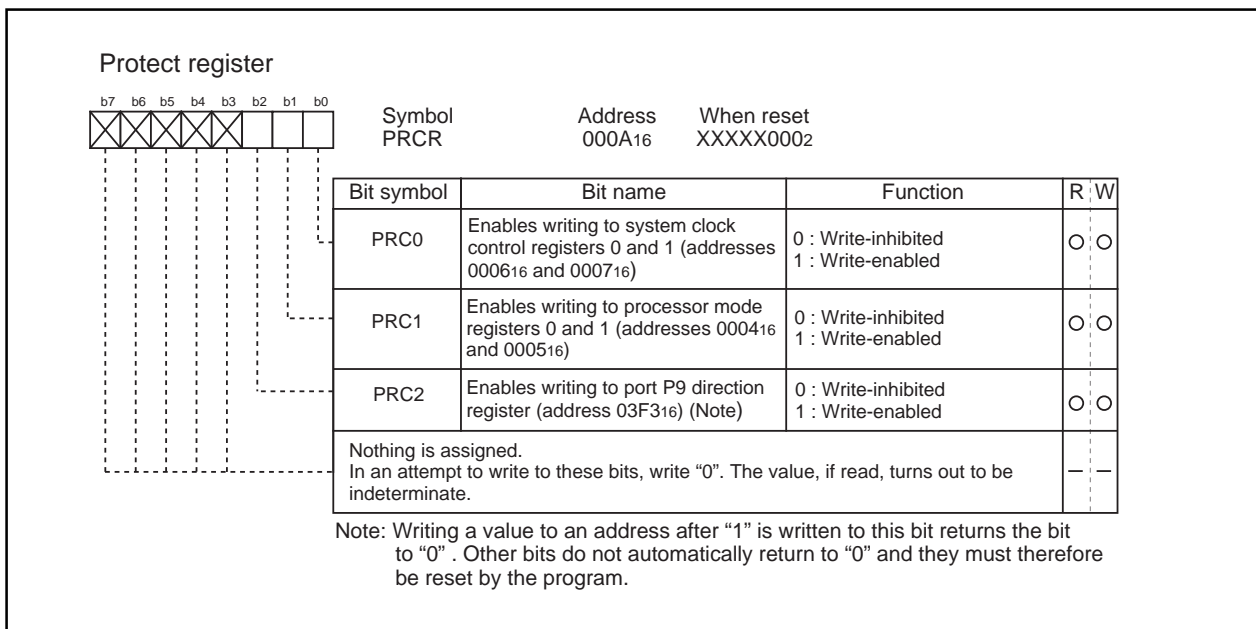 Protect register
b7 b6 b5 b4 b3 b2 b1 b0
Symbol Address When reset
PRCR 000A16 XXXXX0002
Bit symbol Bit name Function R W
PRC0
Enables writing to system clock
control registers 0 and 1 (addresses
000616 and 000716)
0 : Write-inhibited
1 : Write-enabled
PRC1
Enables writing to processor mode
registers 0 and 1 (addresses 000416
and 000516)
0 : Write-inhibited
1 : Write-enabled
PRC2
Enables writing to port P9 direction
register (address 03F316) (Note)
0 : Write-inhibited
1 : Write-enabled
Nothing is assigned.
In an attempt to write to these bits, write “0”. The value, if read, turns out to be
indeterminate.
Note: Writing a value to an address after “1” is written to this bit returns the bit
to “0” . Other bits do not automatically return to “0” and they must therefore
be reset by the program.